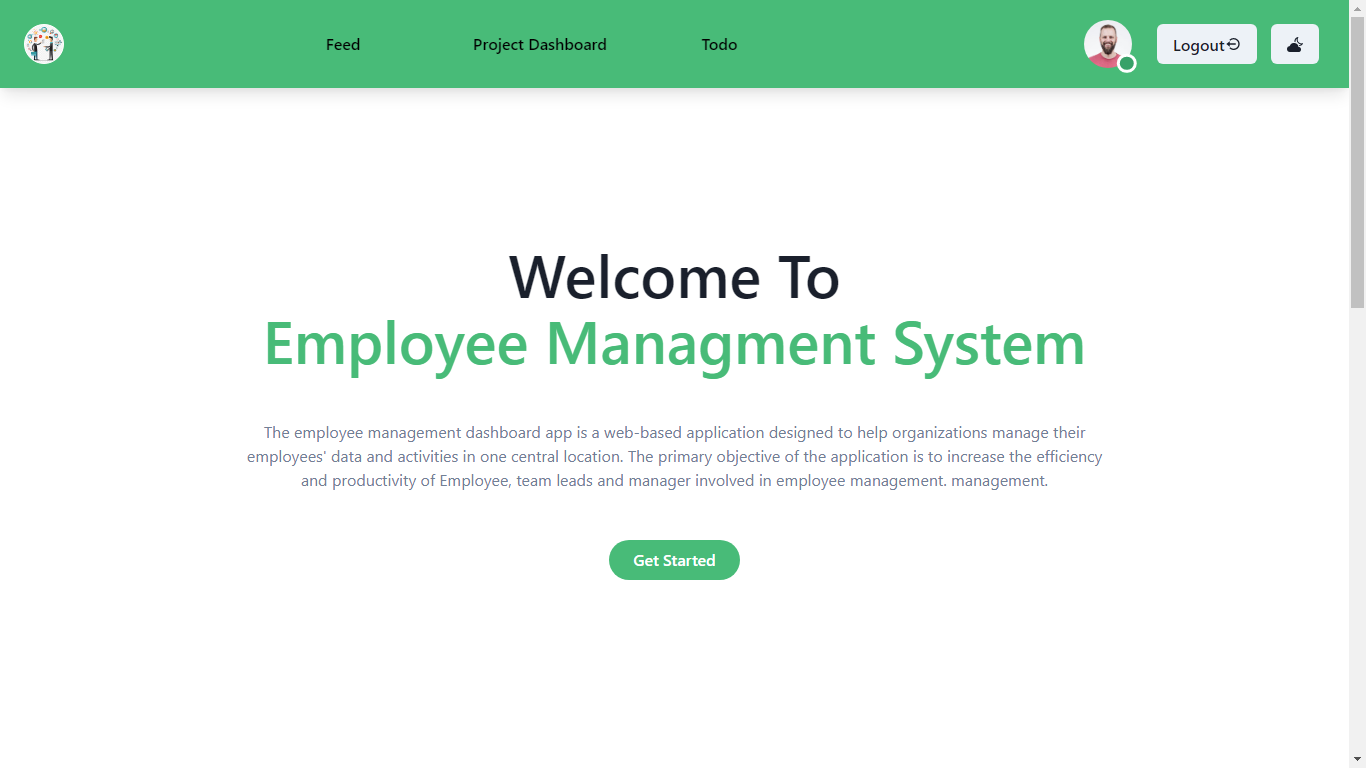 Feed
Project Dashboard
Todo
Logout
Welcome To
Employee Managment System
The employee management dashboard app is a web-based application designed to help organizations manage their
employees' data and activities in one central location. The primary objective of the application is to increase the efficiency
and productivity of Employee, team leads and manager involved in employee management. management.
Get Started